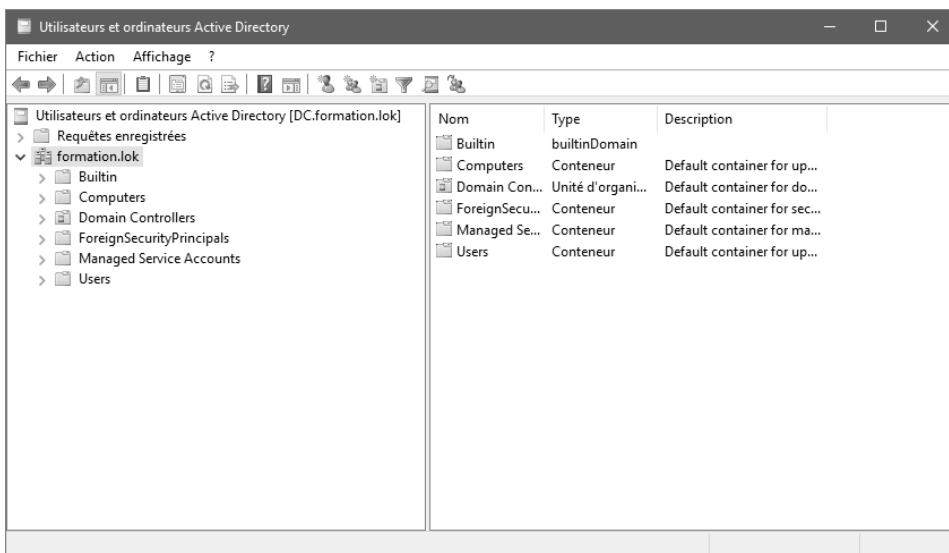 Utilisateurs et ordinateurs Active Directory
Fichier Action Affichage ?
Utilisateurs et ordinateurs Active Directory [DC.formation.lok]
Requêtes enregistrées
formation.lok
Builtin
Computers
Domain Controllers
ForeignSecurityPrincipals
Managed Service Accounts
Users
Nom Type Description
Builtin builtinDomain
Computers Conteneur Default container for up...
Domain Con... Unité d'organi... Default container for do...
ForeignSecu... Conteneur Default container for sec...
Managed Se... Conteneur Default container for ma...
Users Conteneur Default container for up...